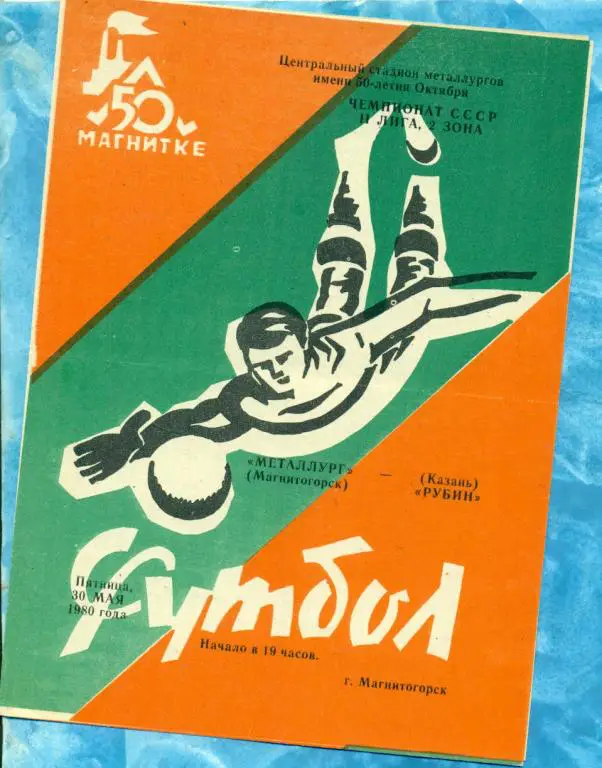 50
МАГНИТКЕ
Центральный стадион металлургов
имени 50-летия Октября
ЧЕМПИОНАТ СССР
II ЛИГА, 2 ЗОНА
«МЕТАЛЛУРГ» — (Казань)
(Магнитогорск) «РУБИН»
Футбол
Пятница,
30 МАЯ
1980 года
Начало в 19 часов.
г. Магнитогорск